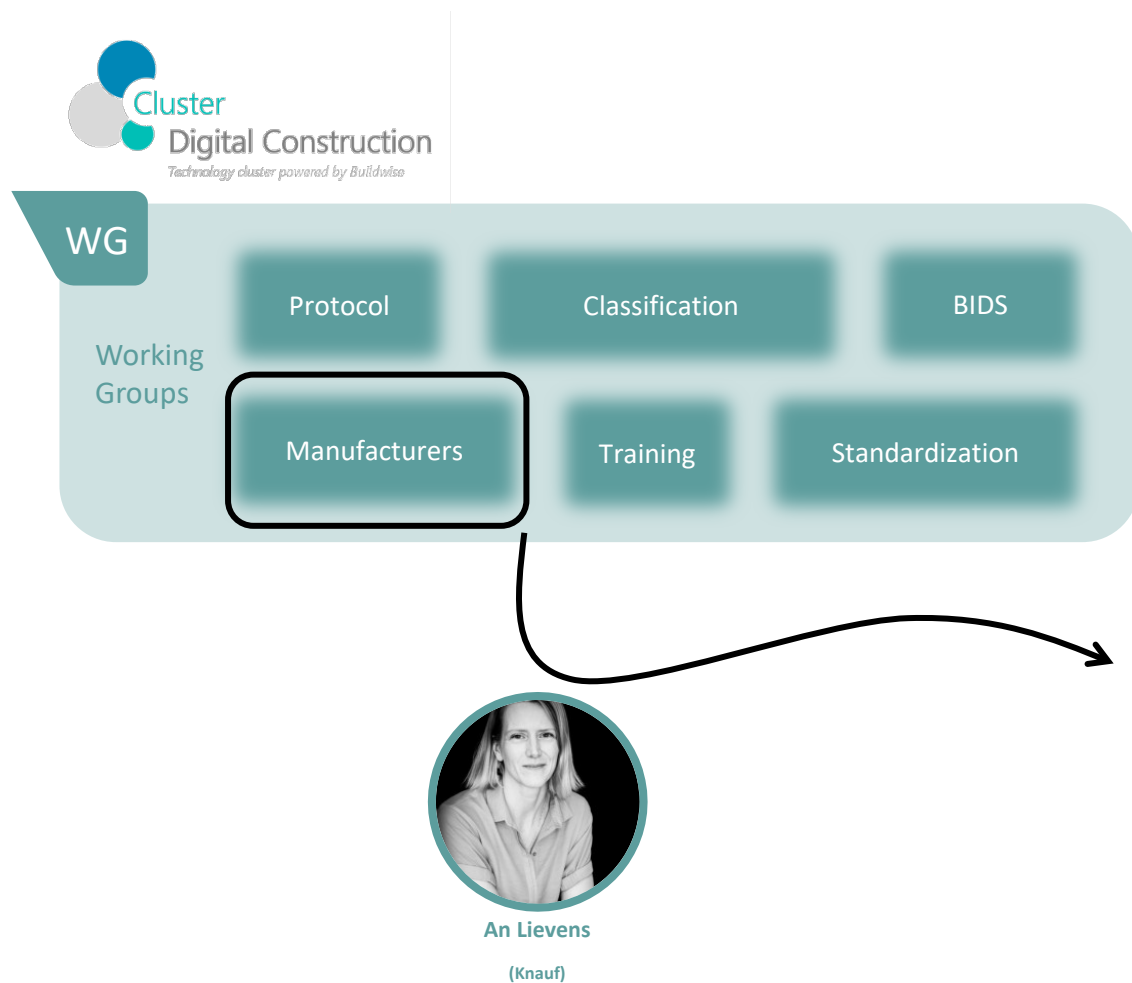 Cluster
Digital Construction
Technology cluster powered by Buildwise
WG
Working
Groups
Protocol
Classification
BIDS
Manufacturers
Training
Standardization
An Lievens
(Knauf)